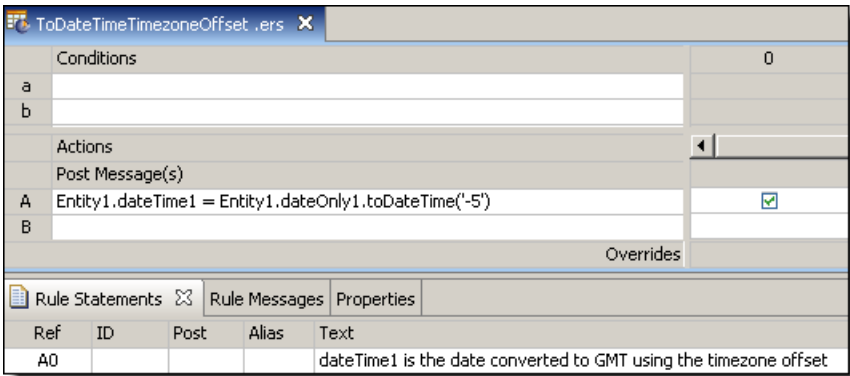 ToDateTimeTimezoneOffset .ers
Conditions 0
a
b
Actions
Post Message(s)
A Entity1.dateTime1 = Entity1.dateOnly1.toDateTime('-5')
B
Overrides
Rule Statements Rule Messages Properties
Ref ID Post Alias Text
A0 dateTime1 is the date converted to GMT using the timezone offset